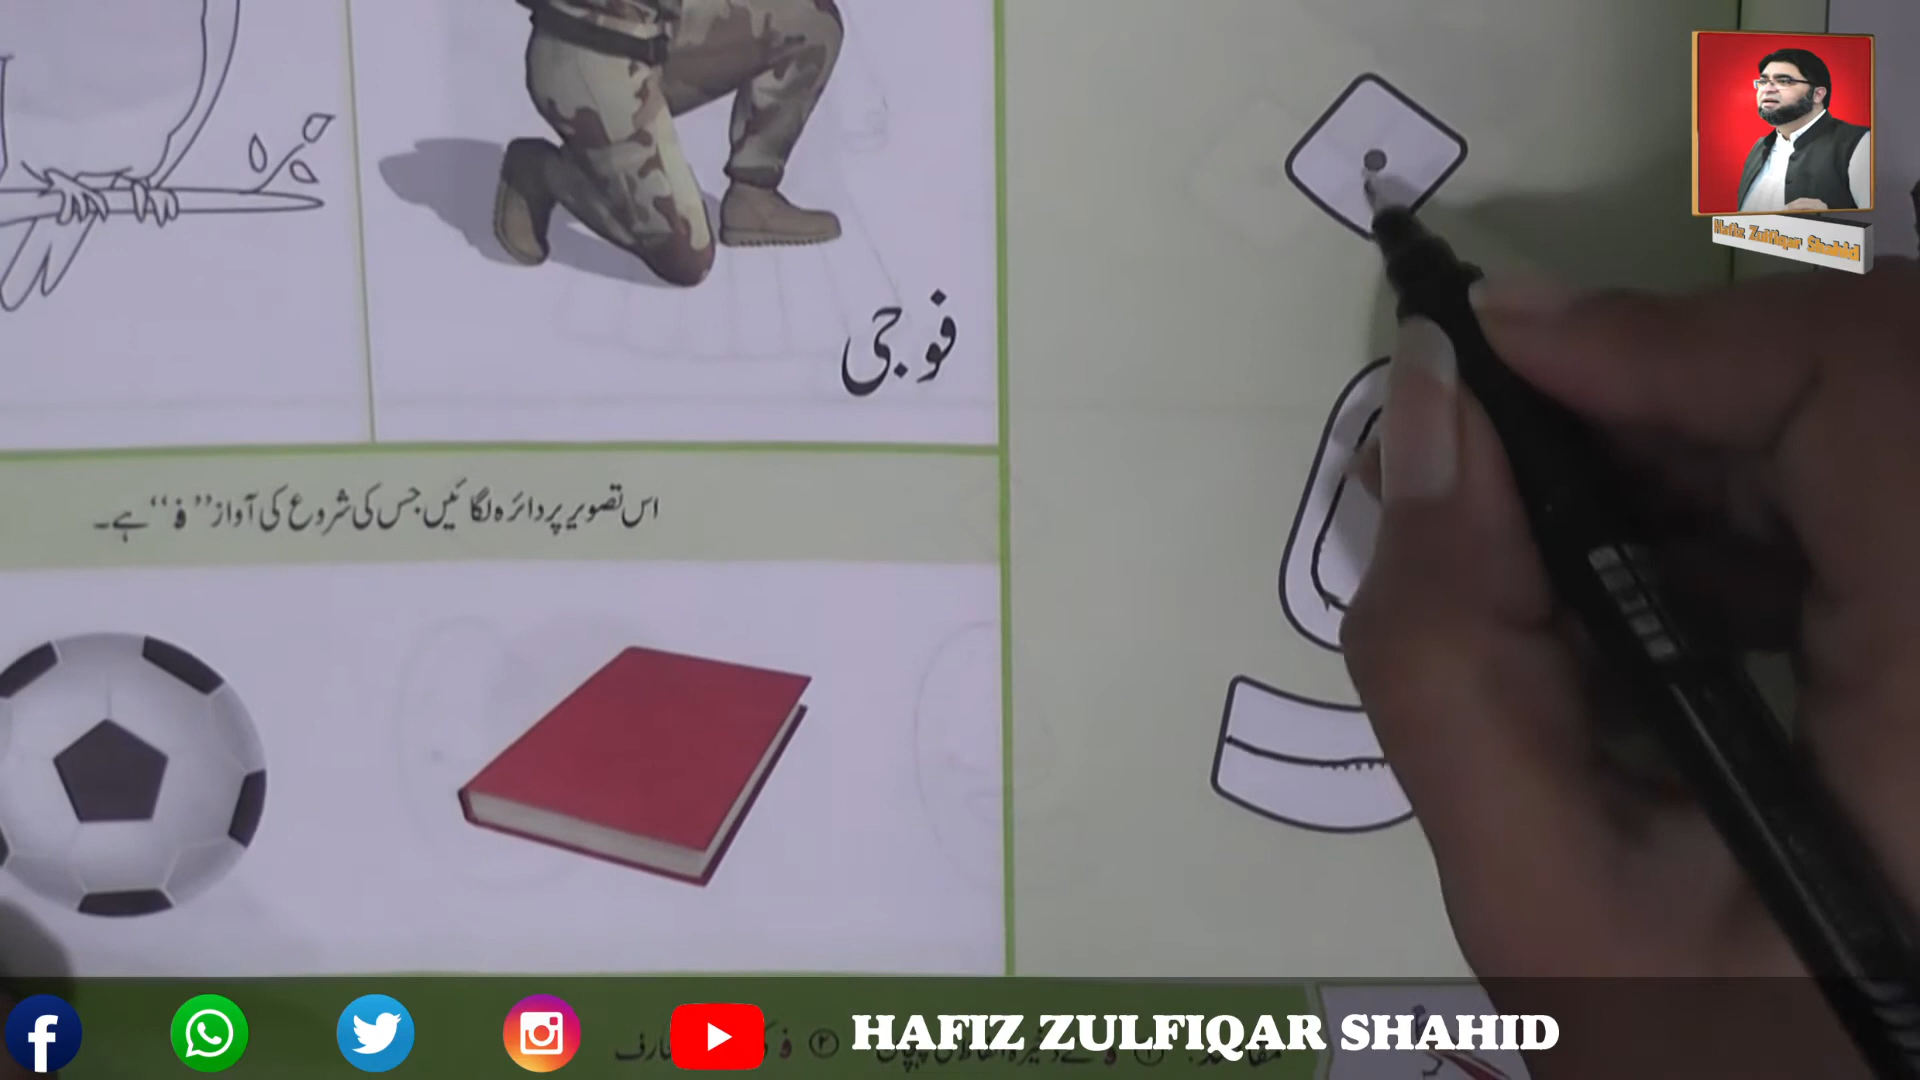 Hafiz Zulfiqar Shahid
فوجی
اس تصویر پر دائرہ لگائیں جس کی شروع کی آواز ”ف“ ہے۔
HAFIZ ZULFIQAR SHAHID